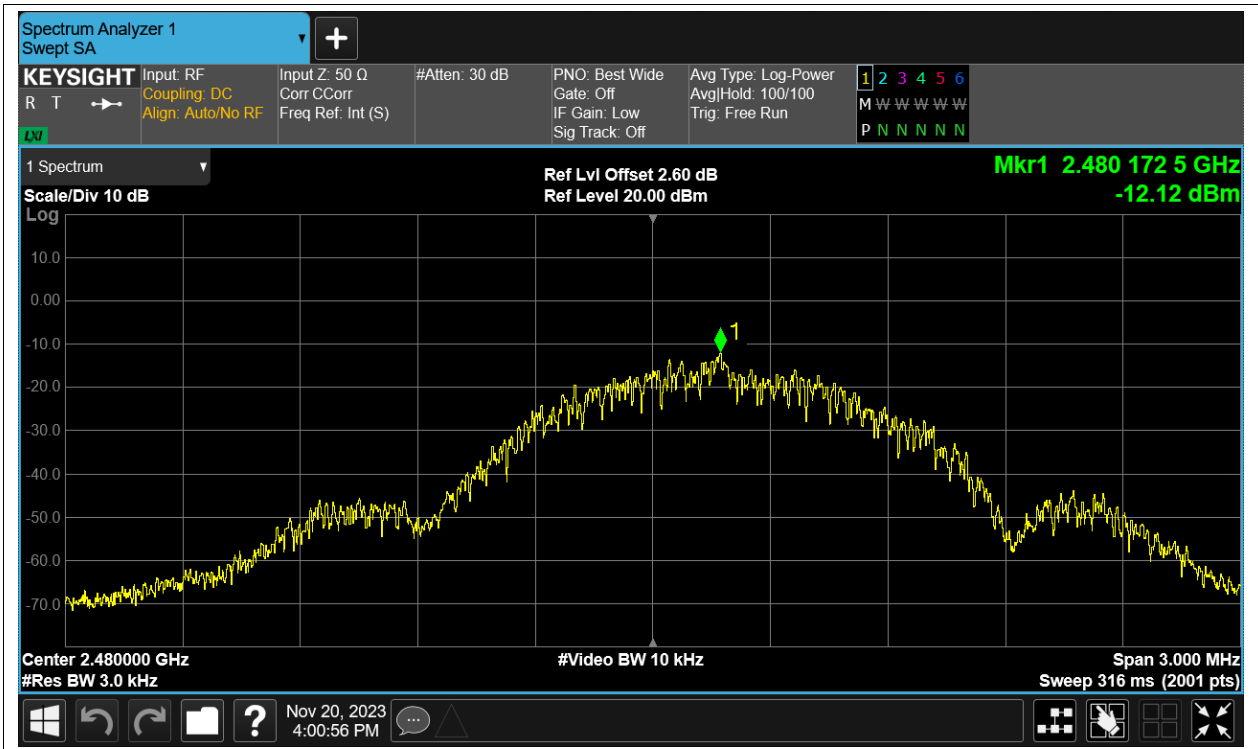 Spectrum Analyzer 1
Swept SA
KEYSIGHT
R T
LXI
Input: RF
Coupling: DC
Align: Auto/No RF
Input Z: 50 Ω
Corr CCorr
Freq Ref: Int (S)
#Atten: 30 dB
PNO: Best Wide
Gate: Off
IF Gain: Low
Sig Track: Off
Avg Type: Log-Power
Avg|Hold: 100/100
Trig: Free Run
1 2 3 4 5 6
M W W W W W W
P N N N N N N
1 Spectrum
Scale/Div 10 dB
Log
Ref Lvl Offset 2.60 dB
Ref Level 20.00 dBm
Mkr1 2.480 172 5 GHz
-12.12 dBm
10.0
0.00
-10.0
-20.0
-30.0
-40.0
-50.0
-60.0
-70.0
1
Center 2.480000 GHz
#Res BW 3.0 kHz
#Video BW 10 kHz
Span 3.000 MHz
Sweep 316 ms (2001 pts)
?
Nov 20, 2023
4:00:56 PM